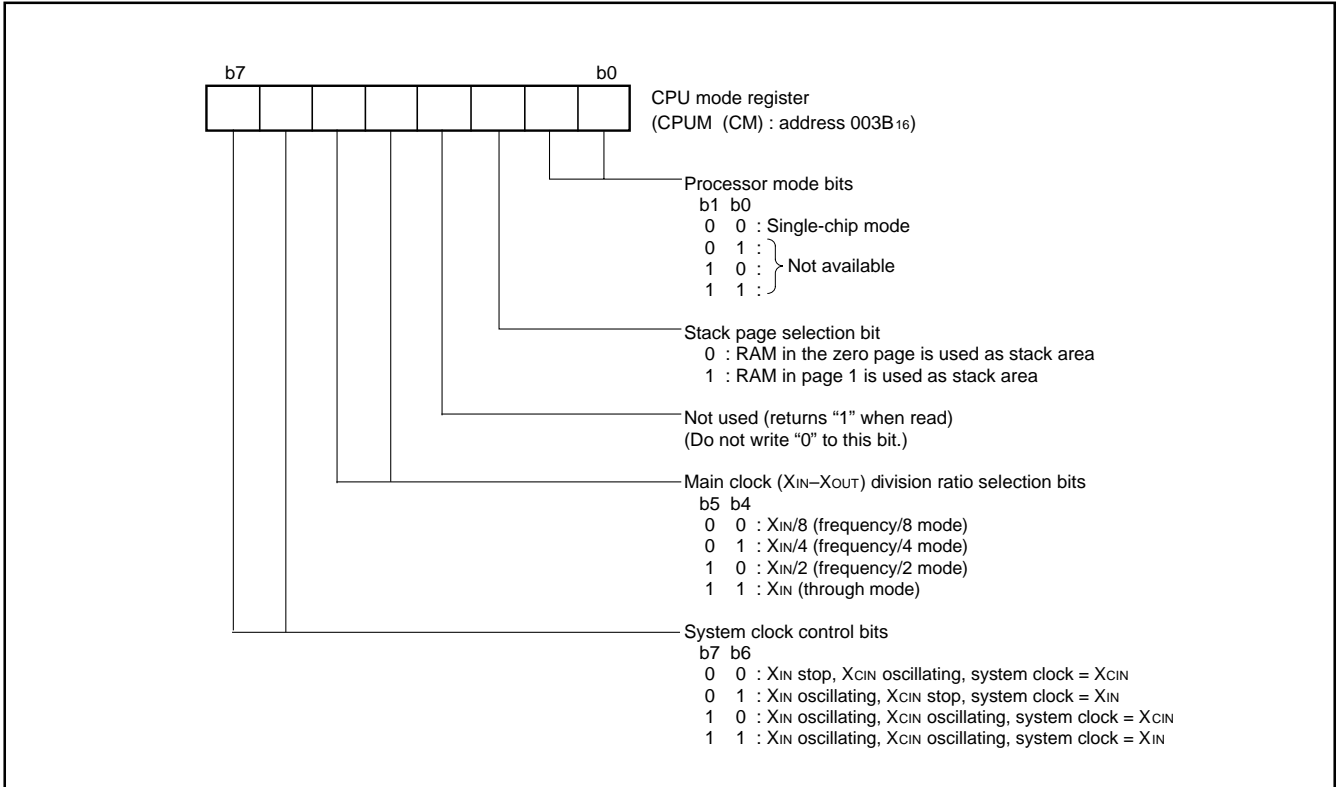 b7 b0
CPU mode register
(CPUM (CM) : address 003B16)
Processor mode bits
b1 b0
0 0 : Single-chip mode
0 1 :
1 0 : Not available
1 1 :
Stack page selection bit
0 : RAM in the zero page is used as stack area
1 : RAM in page 1 is used as stack area
Not used (returns “1” when read)
(Do not write “0” to this bit.)
Main clock (XIN–XOUT) division ratio selection bits
b5 b4
0 0 : XIN/8 (frequency/8 mode)
0 1 : XIN/4 (frequency/4 mode)
1 0 : XIN/2 (frequency/2 mode)
1 1 : XIN (through mode)
System clock control bits
b7 b6
0 0 : XIN stop, XCIN oscillating, system clock = XCIN
0 1 : XIN oscillating, XCIN stop, system clock = XIN
1 0 : XIN oscillating, XCIN oscillating, system clock = XCIN
1 1 : XIN oscillating, XCIN oscillating, system clock = XIN